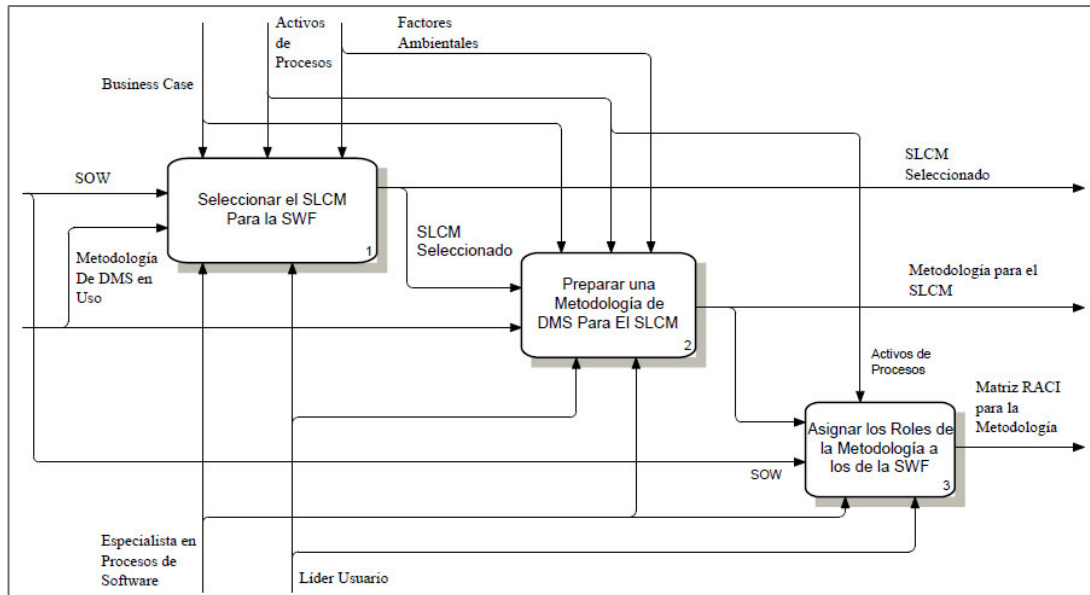 Activos
de
Procesos
Factores
Ambientales
Business Case
SOW
Seleccionar el SLCM
Para la SWF
1
SLCM
Seleccionado
Metodología
De DMS en
Uso
SLCM
Seleccionado
Preparar una
Metodología de
DMS Para El SLCM
2
Metodología para el
SLCM
Activos de
Procesos
Matriz RACI
para la
Metodología
Asignar los Roles de
la Metodología a
los de la SWF
3
SOW
Especialista en
Procesos de
Software
Líder Usuario